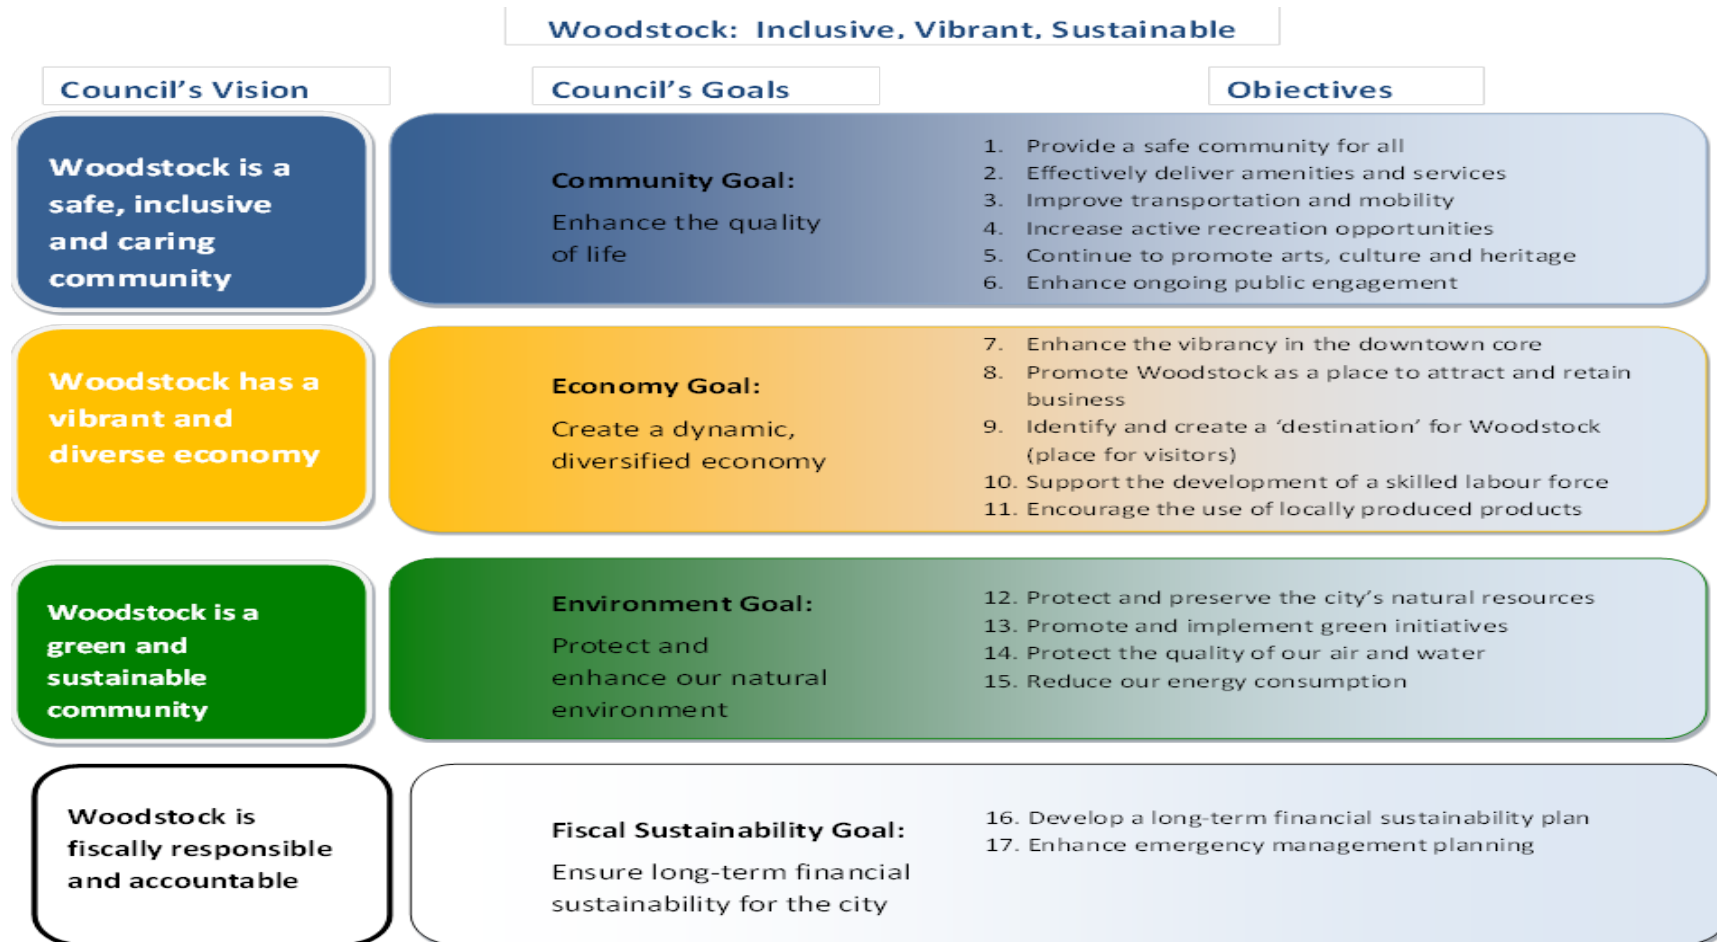 Woodstock: Inclusive, Vibrant, Sustainable
Council's Vision
Council's Goals
Objectives
Woodstock is a
safe, inclusive
and caring
community
Community Goal:
Enhance the quality
of life
1. Provide a safe community for all
2. Effectively deliver amenities and services
3. Improve transportation and mobility
4. Increase active recreation opportunities
5. Continue to promote arts, culture and heritage
6. Enhance ongoing public engagement
Woodstock has a
vibrant and
diverse economy
Economy Goal:
Create a dynamic,
diversified economy
7. Enhance the vibrancy in the downtown core
8. Promote Woodstock as a place to attract and retain
business
9. Identify and create a ‘destination’ for Woodstock
(place for visitors)
10. Support the development of a skilled labour force
11. Encourage the use of locally produced products
Woodstock is a
green and
sustainable
community
Environment Goal:
Protect and
enhance our natural
environment
12. Protect and preserve the city's natural resources
13. Promote and implement green initiatives
14. Protect the quality of our air and water
15. Reduce our energy consumption
Woodstock is
fiscally responsible
and accountable
Fiscal Sustainability Goal:
Ensure long-term financial
sustainability for the city
16. Develop a long-term financial sustainability plan
17. Enhance emergency management planning